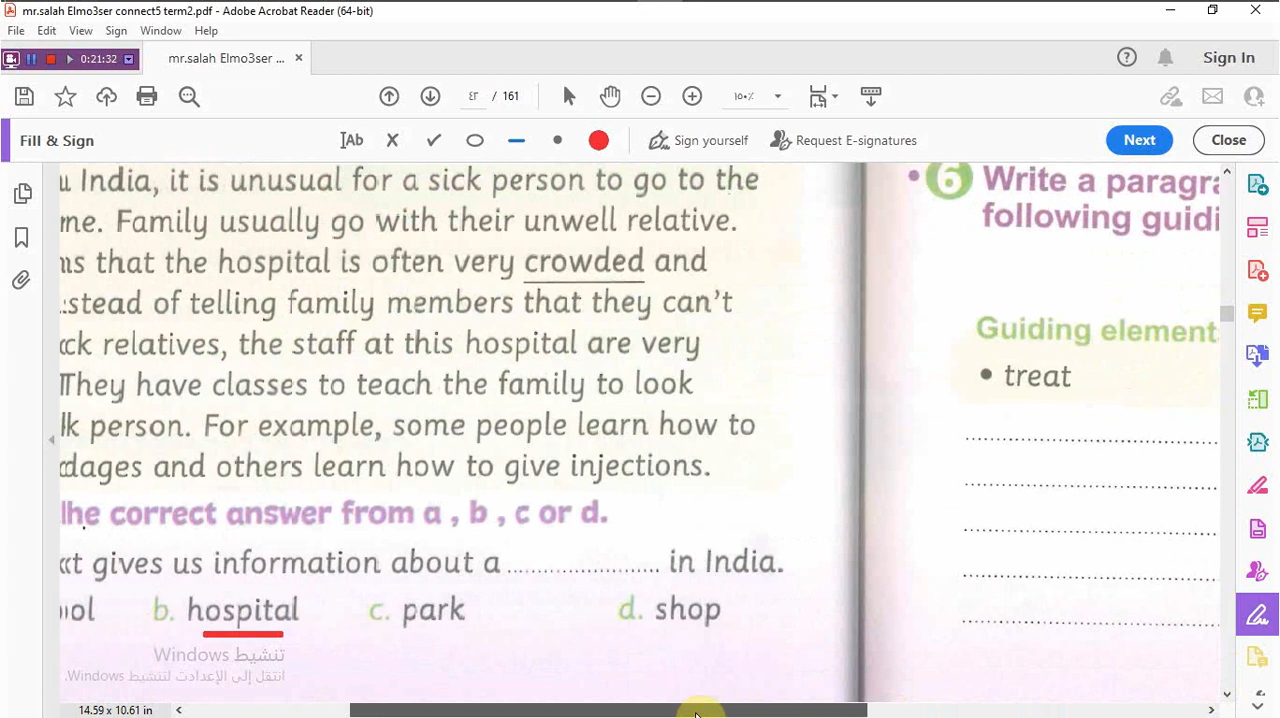 mr.salah Elmo3ser connect5 term2.pdf - Adobe Acrobat Reader (64-bit)
File Edit View Sign Window Help
0:21:32
mr.salah Elmo3ser ... ×
Sign In
٤٣ / 161
١٥٠٪
Fill & Sign
Ab
Sign yourself
Request E-signatures
Next
Close
India, it is unusual for a sick person to go to the
me. Family usually go with their unwell relative.
ns that the hospital is often very crowded and
stead of telling family members that they can't
ck relatives, the staff at this hospital are very
They have classes to teach the family to look
lk person. For example, some people learn how to
dages and others learn how to give injections.
he correct answer from a , b , c or d.
xt gives us information about a ........................ in India.
ool b. hospital c. park d. shop
6 Write a paragra
following guidi
Guiding element
• treat
تنشيط Windows
انتقل إلى الإعدادات لتنشيط Windows.
14.59 x 10.61 in